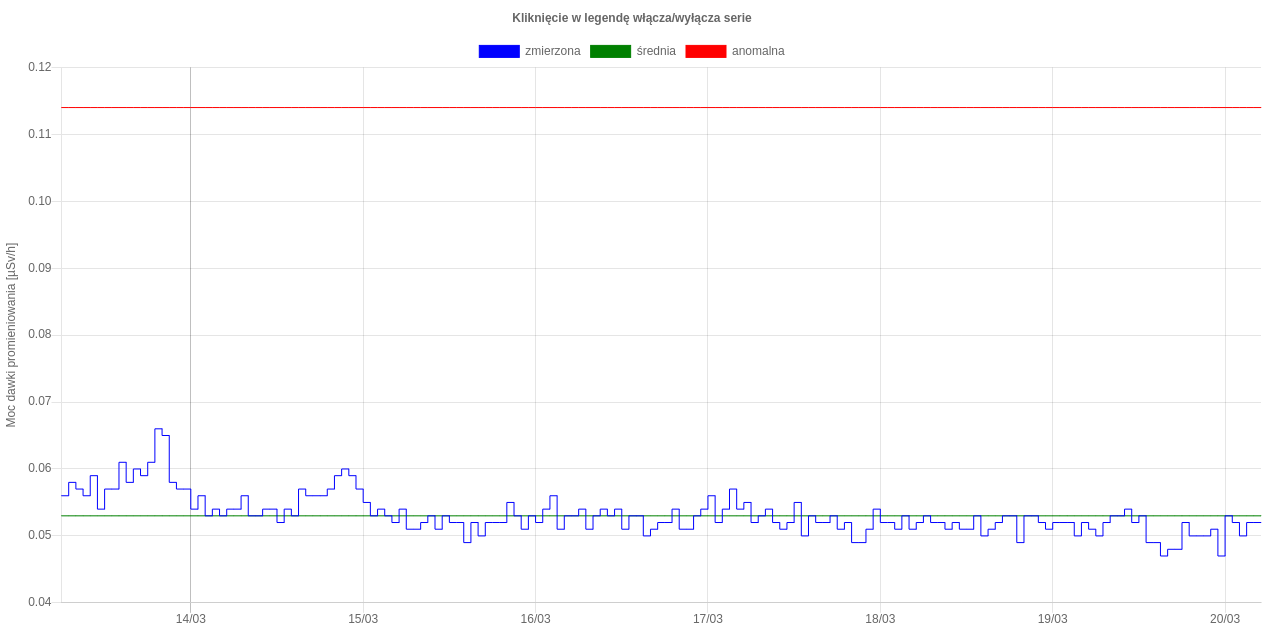 Kliknięcie w legendę włącza/wyłącza serie
zmierzona średnia anomalna
Moc dawki promieniowania [µSv/h]
0.12
0.11
0.10
0.09
0.08
0.07
0.06
0.05
0.04
14/03 15/03 16/03 17/03 18/03 19/03 20/03